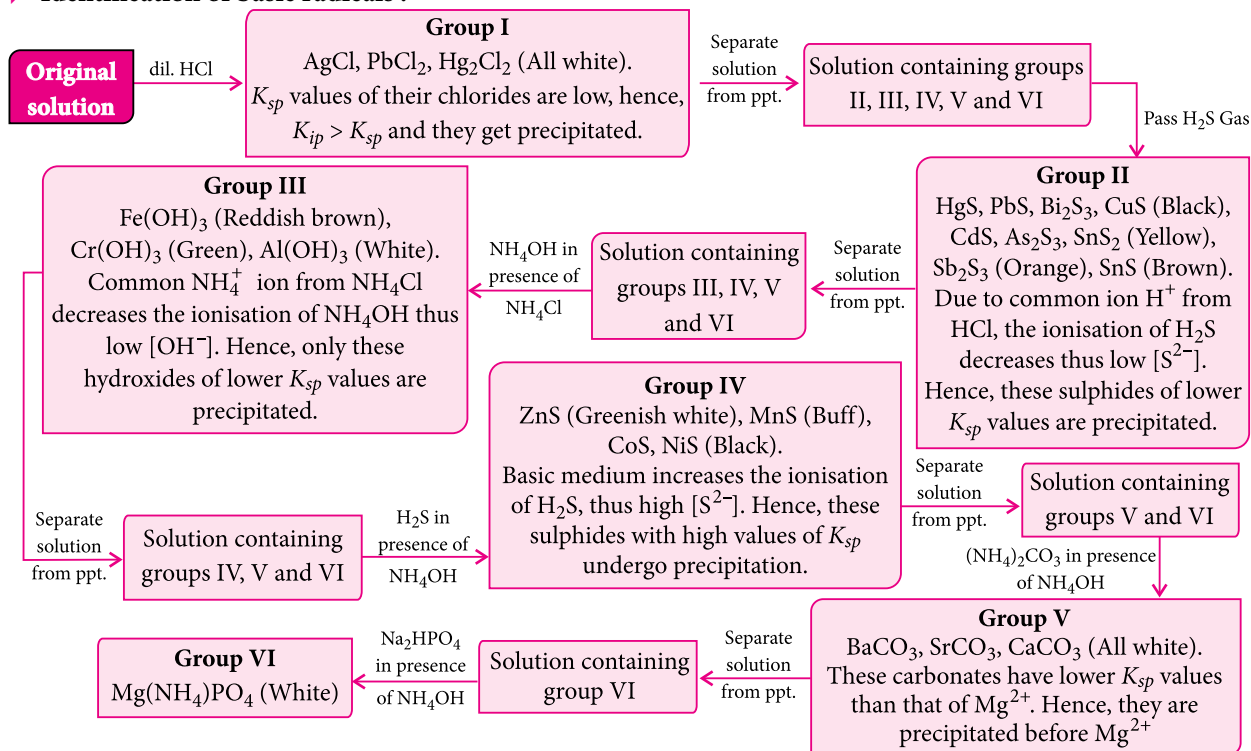 Identification of basic radicals :
Original
solution
dil. HCl
Group I
AgCl, PbCl₂, Hg₂Cl₂ (All white).
Kₛₚ values of their chlorides are low, hence,
Kᵢₚ > Kₛₚ and they get precipitated.
Separate
solution
from ppt.
Solution containing groups
II, III, IV, V and VI
Pass H₂S Gas
Group II
HgS, PbS, Bi₂S₃, CuS (Black),
CdS, As₂S₃, SnS₂ (Yellow),
Sb₂S₃ (Orange), SnS (Brown).
Due to common ion H⁺ from
HCl, the ionisation of H₂S
decreases thus low [S²⁻].
Hence, these sulphides of lower
Kₛₚ values are precipitated.
Separate
solution
from ppt.
Solution containing
groups III, IV, V
and VI
NH₄OH in
presence of
NH₄Cl
Group III
Fe(OH)₃ (Reddish brown),
Cr(OH)₃ (Green), Al(OH)₃ (White).
Common NH₄⁺ ion from NH₄Cl
decreases the ionisation of NH₄OH thus
low [OH⁻]. Hence, only these
hydroxides of lower Kₛₚ values are
precipitated.
Separate
solution
from ppt.
Solution containing
groups IV, V and VI
H₂S in
presence of
NH₄OH
Group IV
ZnS (Greenish white), MnS (Buff),
CoS, NiS (Black).
Basic medium increases the ionisation
of H₂S, thus high [S²⁻]. Hence, these
sulphides with high values of Kₛₚ
undergo precipitation.
Separate
solution
from ppt.
Solution containing
groups V and VI
(NH₄)₂CO₃ in presence
of NH₄OH
Group V
BaCO₃, SrCO₃, CaCO₃ (All white).
These carbonates have lower Kₛₚ values
than that of Mg²⁺. Hence, they are
precipitated before Mg²⁺
Separate
solution
from ppt.
Solution containing
group VI
Na₂HPO₄
in presence
of NH₄OH
Group VI
Mg(NH₄)PO₄ (White)